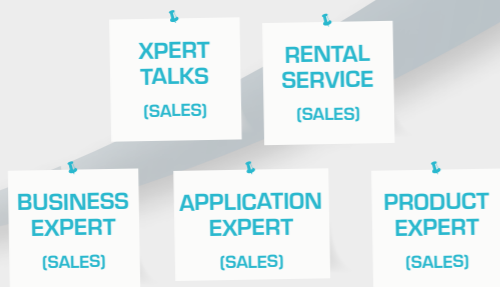 XPERT
TALKS
(SALES)
RENTAL
SERVICE
(SALES)
BUSINESS
EXPERT
(SALES)
APPLICATION
EXPERT
(SALES)
PRODUCT
EXPERT
(SALES)